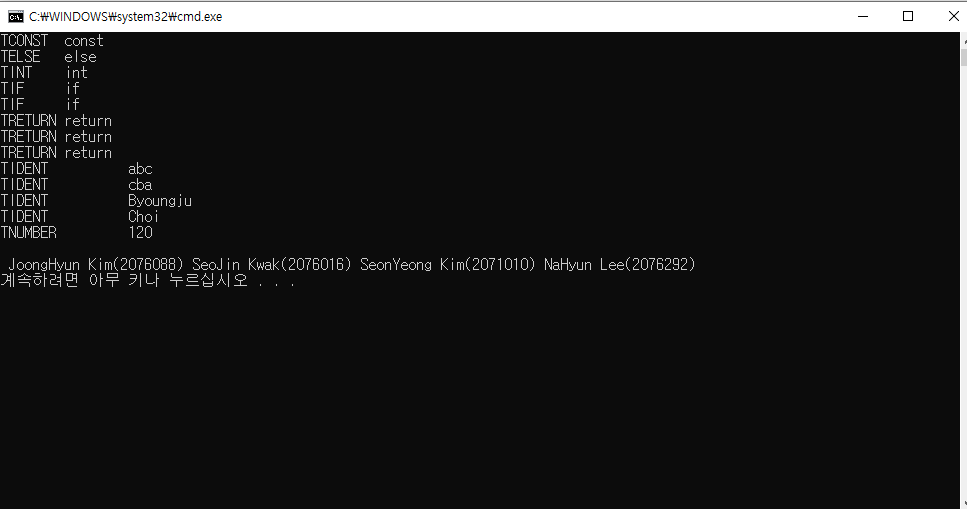 C:₩WINDOWS₩system32₩cmd.exe
TCONST const
TELSE else
TINT int
TIF if
TIF if
TRETURN return
TRETURN return
TRETURN return
TIDENT abc
TIDENT cba
TIDENT Byoungju
TIDENT Choi
TNUMBER 120
JoongHyun Kim(2076088) SeoJin Kwak(2076016) SeonYeong Kim(2071010) NaHyun Lee(2076292)
계속하려면 아무 키나 누르십시오 . . .